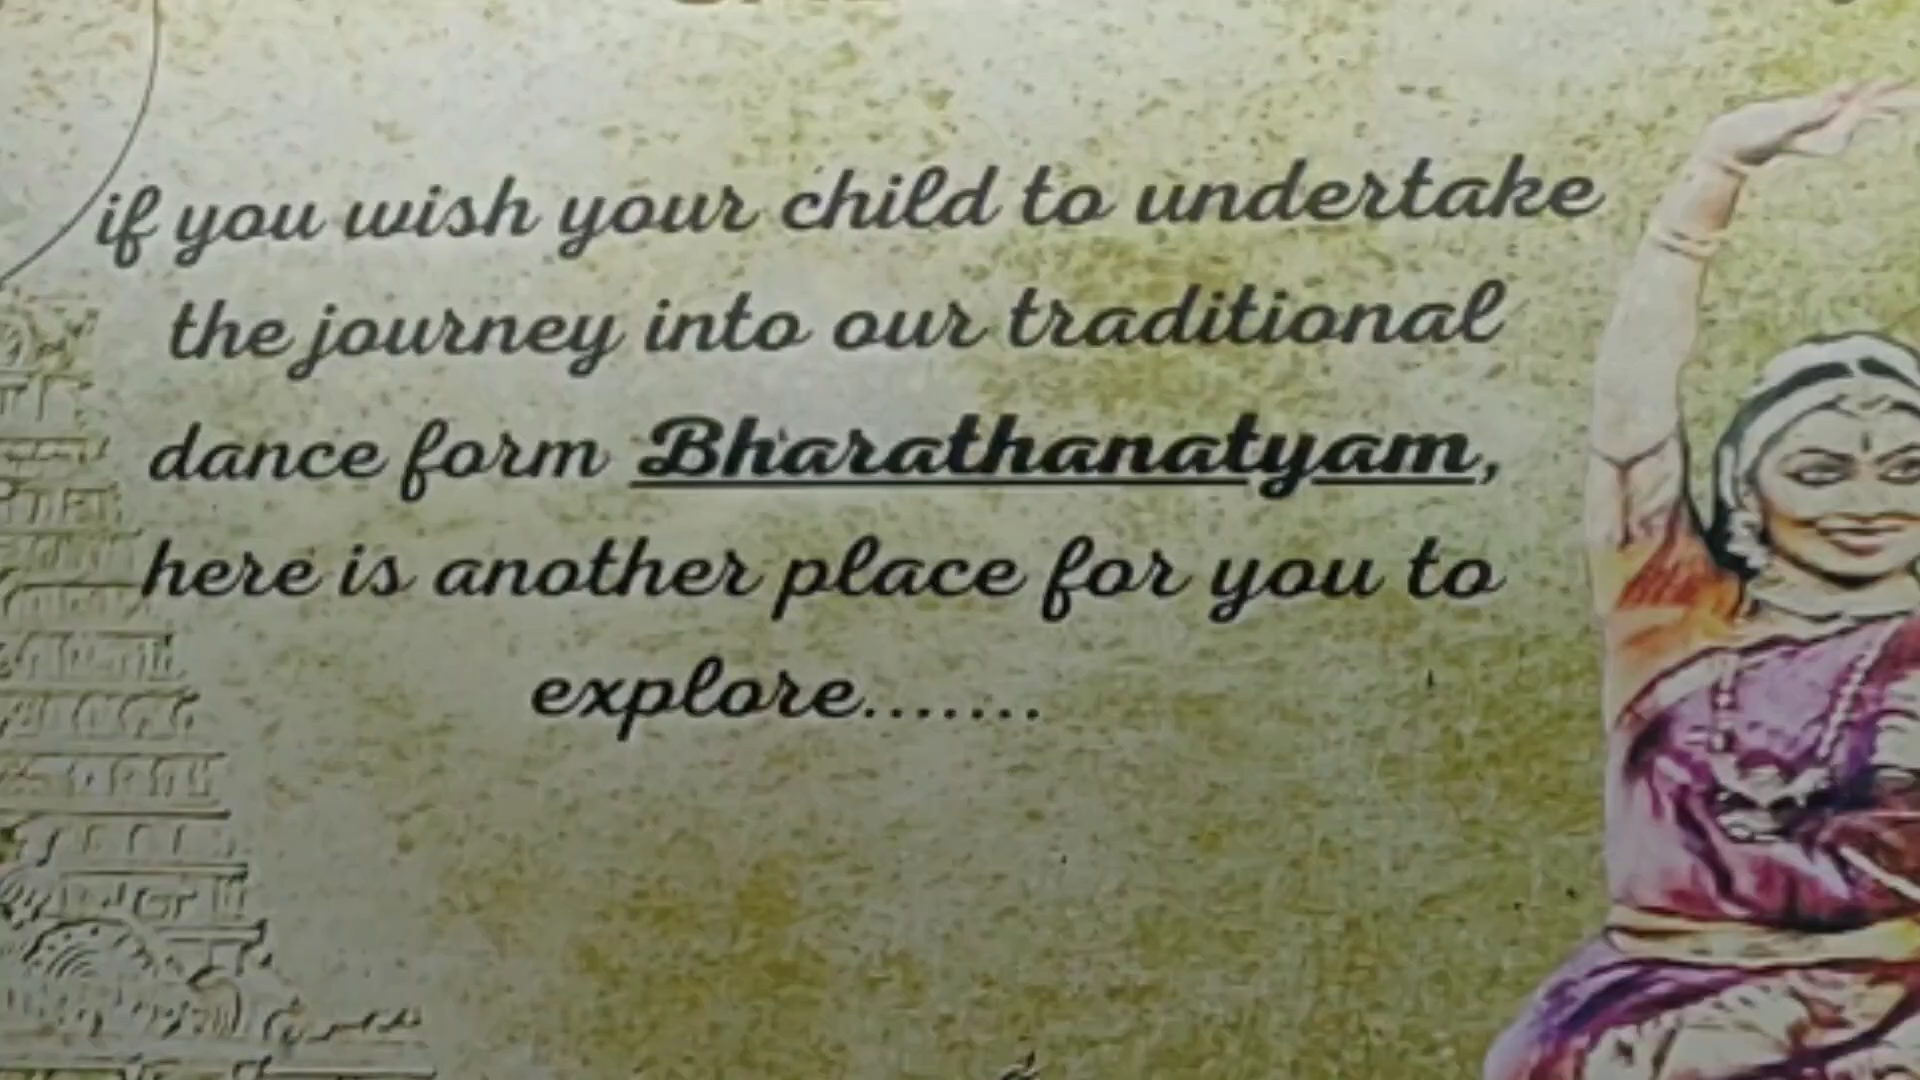 if you wish your child to undertake
the journey into our traditional
dance form Bharathanatyam,
here is another place for you to
explore.......